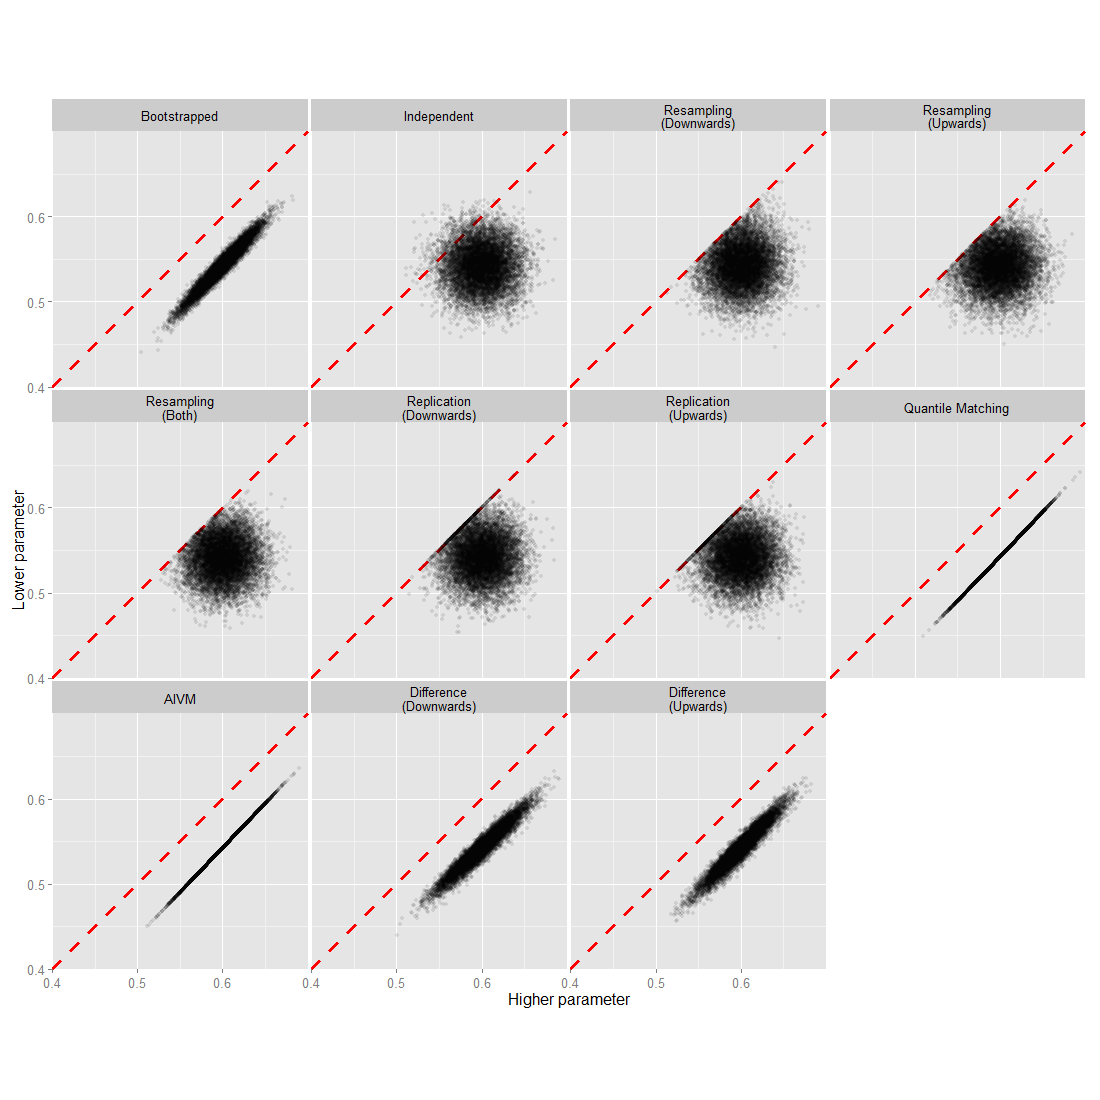 Bootstrapped
Independent
Resampling
(Downwards)
Resampling
(Upwards)
0.6
0.5
0.4
Resampling
(Both)
Replication
(Downwards)
Replication
(Upwards)
Quantile Matching
0.6
0.5
0.4
Lower parameter
AIVM
Difference
(Downwards)
Difference
(Upwards)
0.6
0.5
0.4
0.4 0.5 0.6 0.4 0.5 0.6 0.4 0.5 0.6
Higher parameter